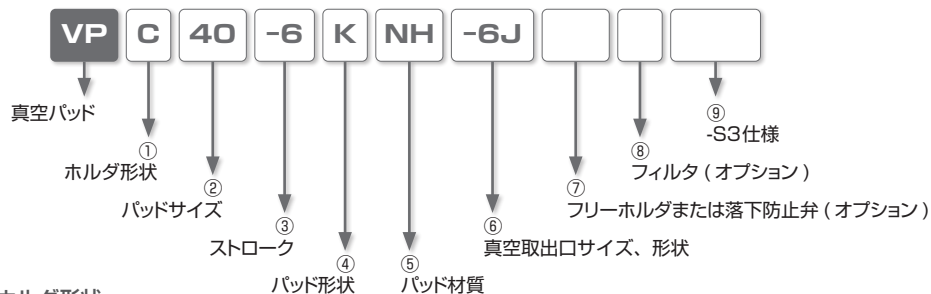 VP C 40 -6 K NH -6J
真空パッド
①
ホルダ形状
②
パッドサイズ
③
ストローク
④
パッド形状
⑤
パッド材質
⑥
真空取出口サイズ、形状
⑦
フリーホルダまたは落下防止弁 ( オプション )
⑧
フィルタ ( オプション )
⑨
-S3仕様